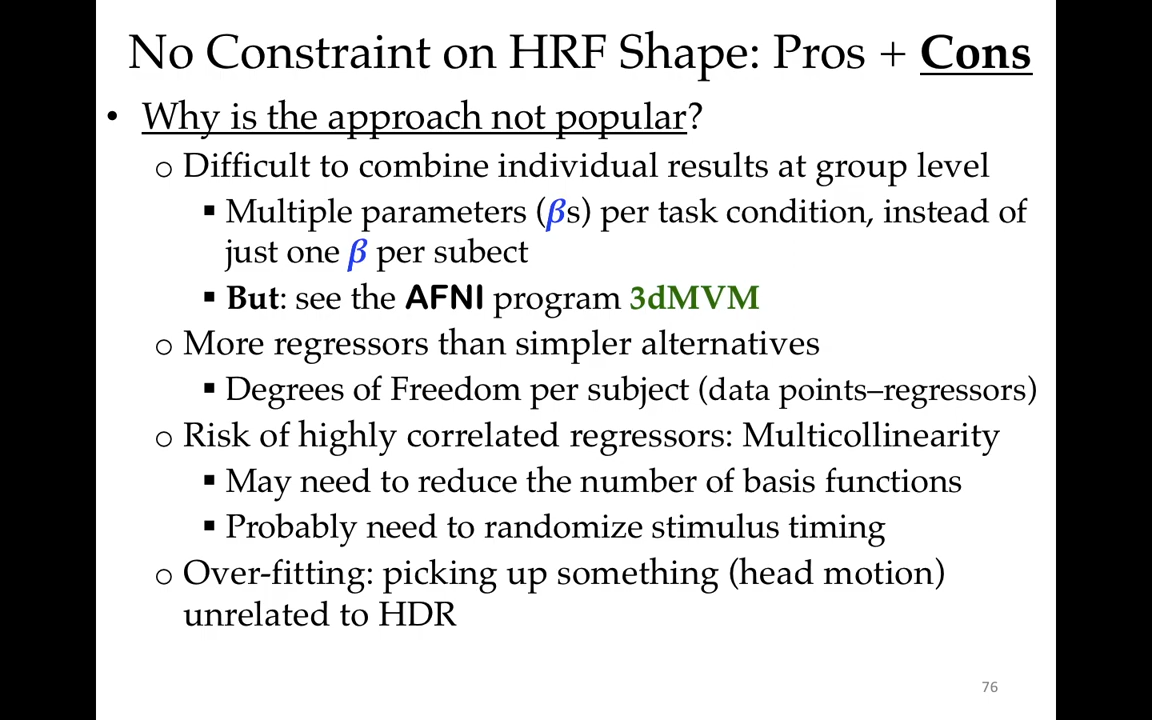 No Constraint on HRF Shape: Pros + Cons
• Why is the approach not popular?
o Difficult to combine individual results at group level
▪ Multiple parameters (βs) per task condition, instead of
just one β per subect
▪ But: see the AFNI program 3dMVM
o More regressors than simpler alternatives
▪ Degrees of Freedom per subject (data points–regressors)
o Risk of highly correlated regressors: Multicollinearity
▪ May need to reduce the number of basis functions
▪ Probably need to randomize stimulus timing
o Over-fitting: picking up something (head motion)
unrelated to HDR
76